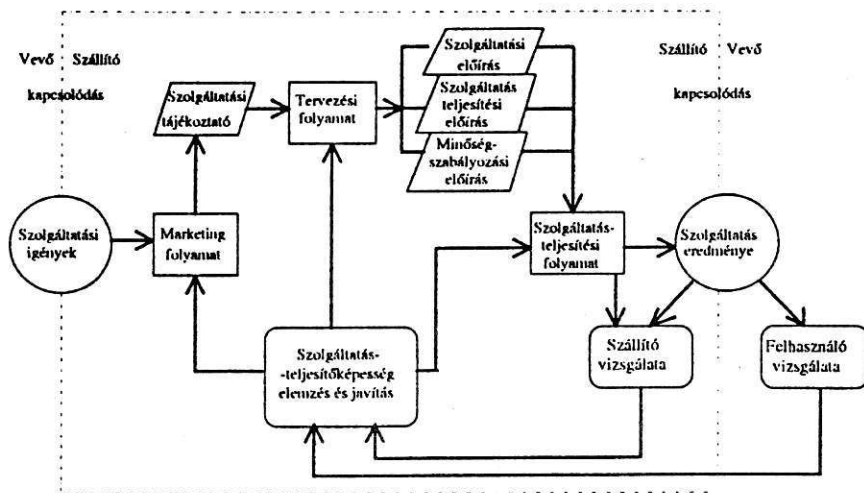 Vevő Szállító
kapcsolódás
Szállító Vevő
kapcsolódás
Szolgáltatási
tájékoztató
Tervezési
folyamat
Szolgáltatási
előírás
Szolgáltatás
teljesítési
előírás
Minőség-
szabályozási
előírás
Szolgáltatási
igények
Marketing
folyamat
Szolgáltatás-
teljesítési
folyamat
Szolgáltatás
eredménye
Szolgáltatás-
-teljesítőképesség
elemzés és javítás
Szállító
vizsgálata
Felhasználó
vizsgálata